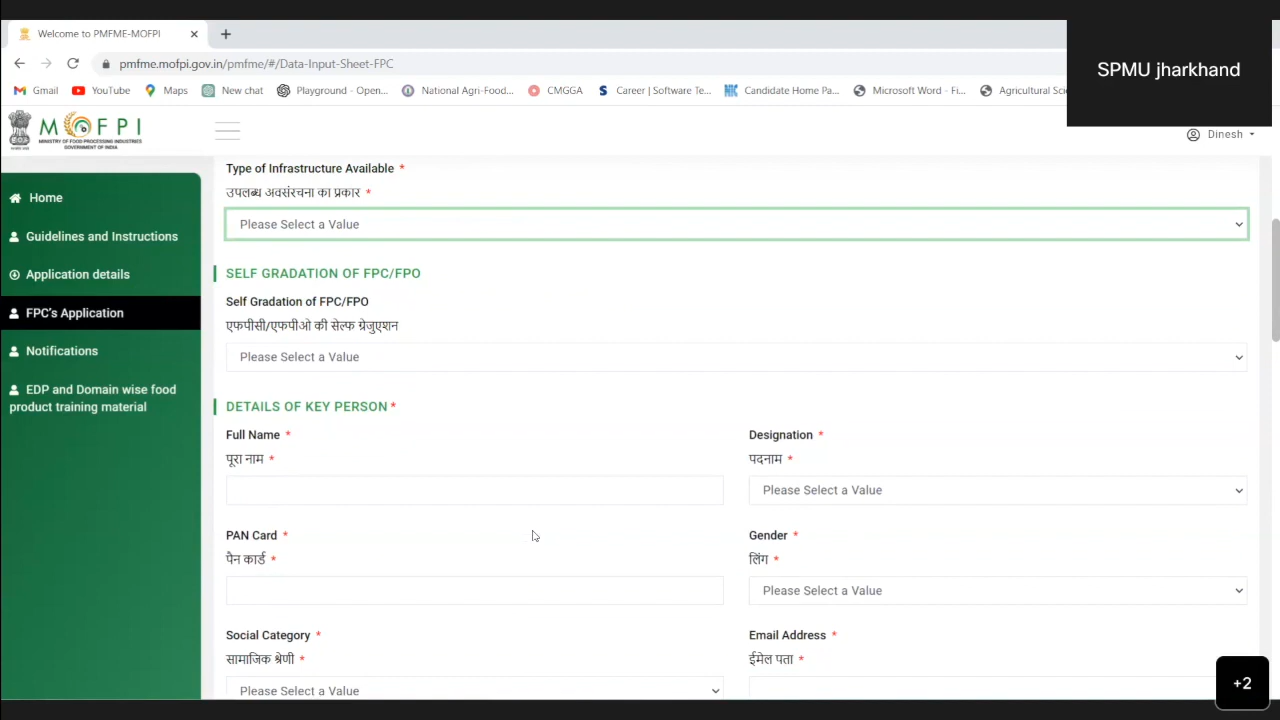 Welcome to PMFME-MOFPI
pmfme.mofpi.gov.in/pmfme/#/Data-Input-Sheet-FPC
Gmail YouTube Maps New chat Playground - Open... National Agri-Food... CMGGA Career | Software Te... Candidate Home Pa... Microsoft Word - Fi... Agricultural Sci
SPMU jharkhand
MOFPI
MINISTRY OF FOOD PROCESSING INDUSTRIES
GOVERNMENT OF INDIA
Dinesh
Home
Guidelines and Instructions
Application details
FPC's Application
Notifications
EDP and Domain wise food
product training material
Type of Infrastructure Available *
उपलब्ध अवसंरचना का प्रकार *
Please Select a Value
SELF GRADATION OF FPC/FPO
Self Gradation of FPC/FPO
एफपीसी/एफपीओ की सेल्फ ग्रेजुएशन
Please Select a Value
DETAILS OF KEY PERSON *
Full Name * Designation *
पूरा नाम * पदनाम *
Please Select a Value
PAN Card * Gender *
पैन कार्ड * लिंग *
Please Select a Value
Social Category * Email Address *
सामाजिक श्रेणी * ईमेल पता *
Please Select a Value
+2